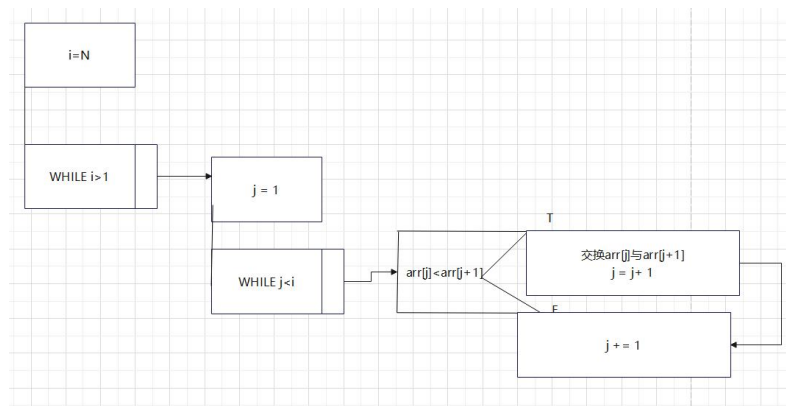 i=N
WHILE i>1
j = 1
WHILE j<i
arr[j]<arr[j+1]
T
交换arr[j]与arr[j+1]
j = j+ 1
F
j += 1